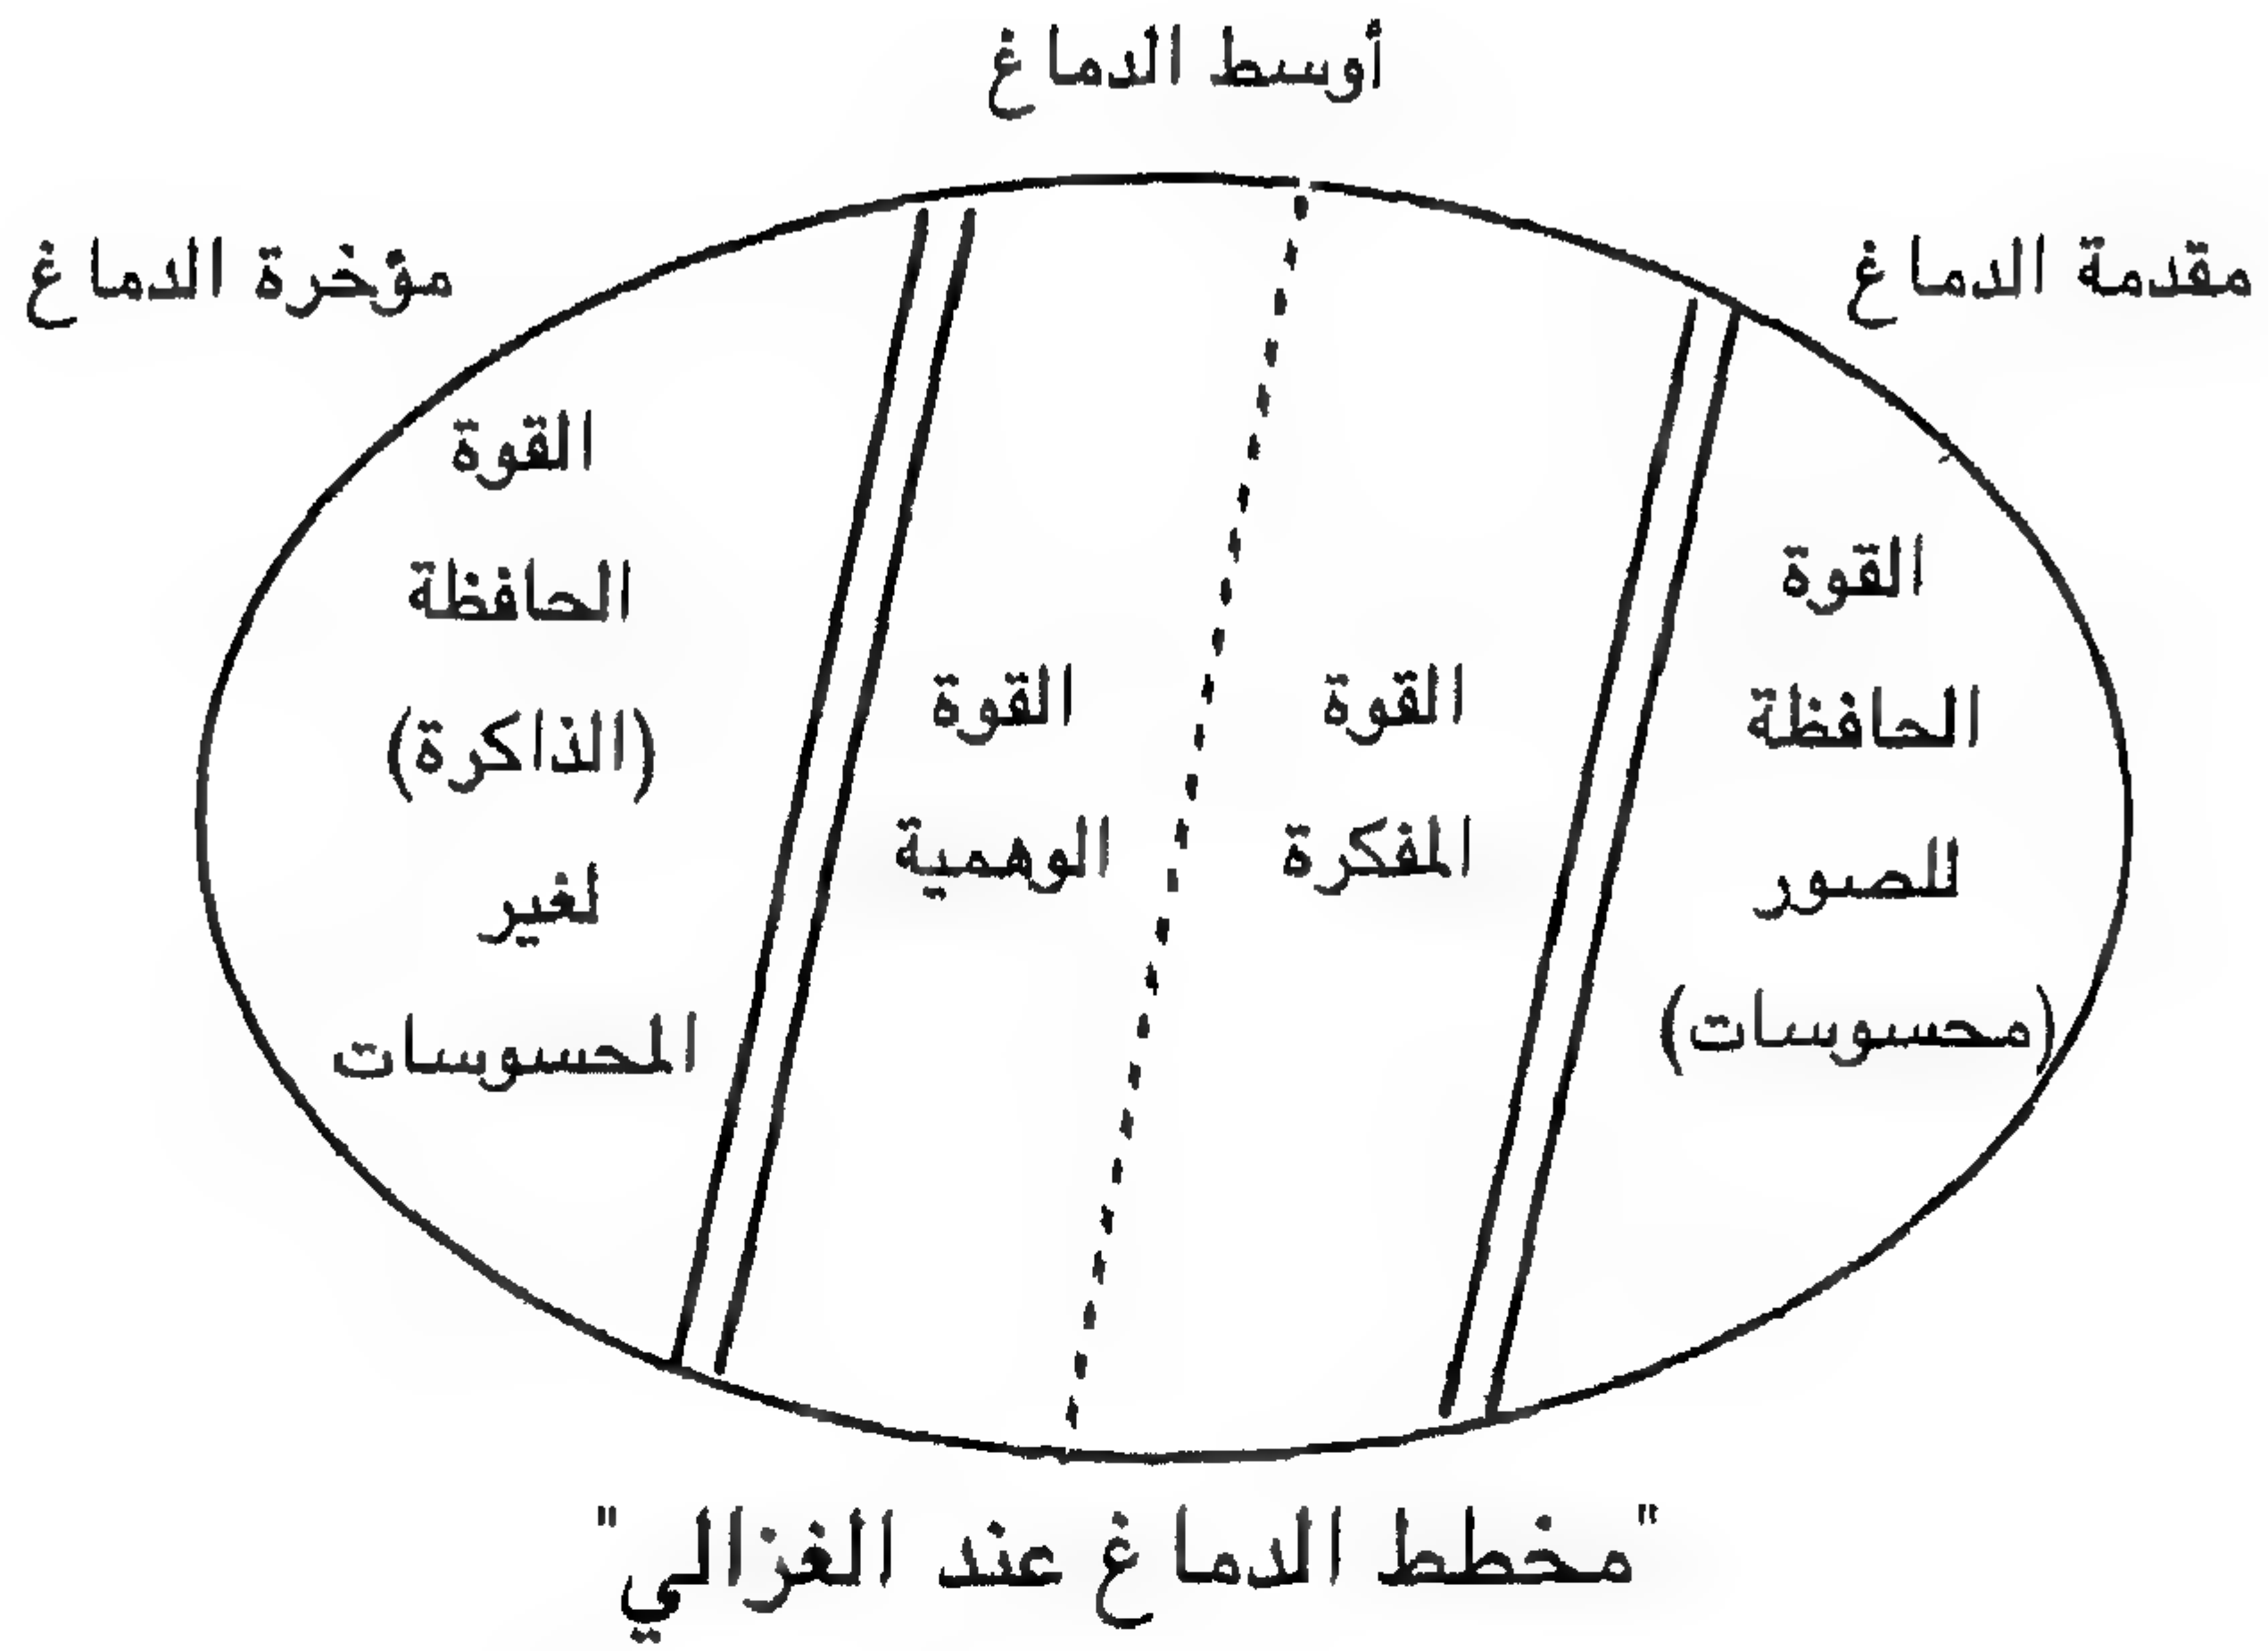 أوسط الدماغ
مقدمة الدماغ
مؤخرة الدماغ
القوة
الحافظة
للصور
(محسوسات)
القوة
المفكرة
القوة
الوهمية
القوة
الحافظة
(الذاكرة)
لغير
المحسوسات
"مخطط الدماغ عند الغزالي"